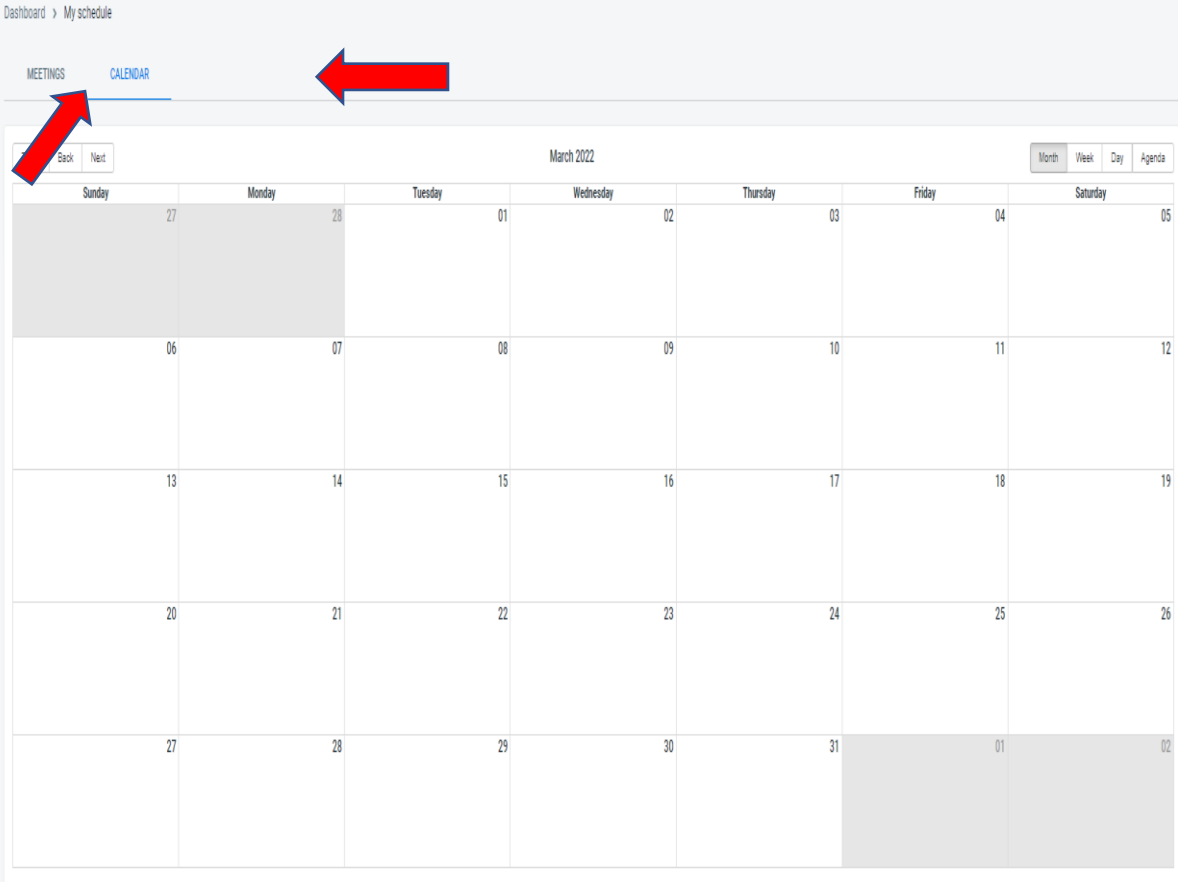 Dashboard > My schedule
MEETINGS CALENDAR
Back Next March 2022 Month Week Day Agenda
Sunday Monday Tuesday Wednesday Thursday Friday Saturday
27 28 01 02 03 04 05
06 07 08 09 10 11 12
13 14 15 16 17 18 19
20 21 22 23 24 25 26
27 28 29 30 31 01 02